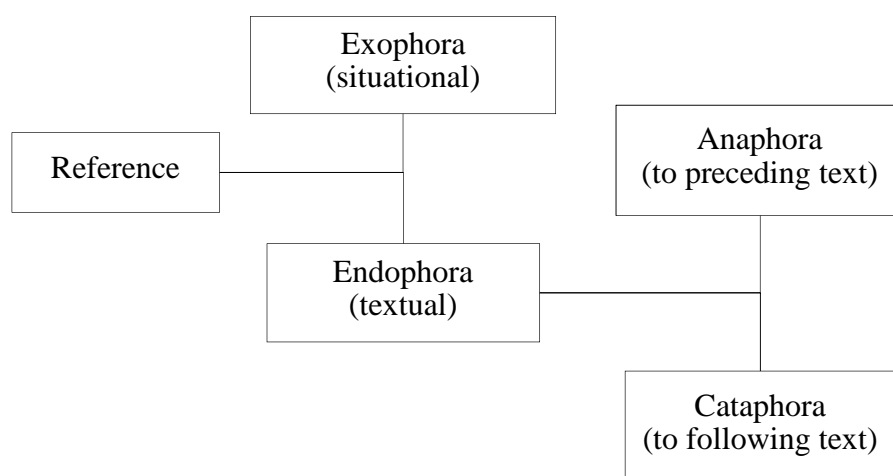 Exophora
(situational)
Reference
Anaphora
(to preceding text)
Endophora
(textual)
Cataphora
(to following text)